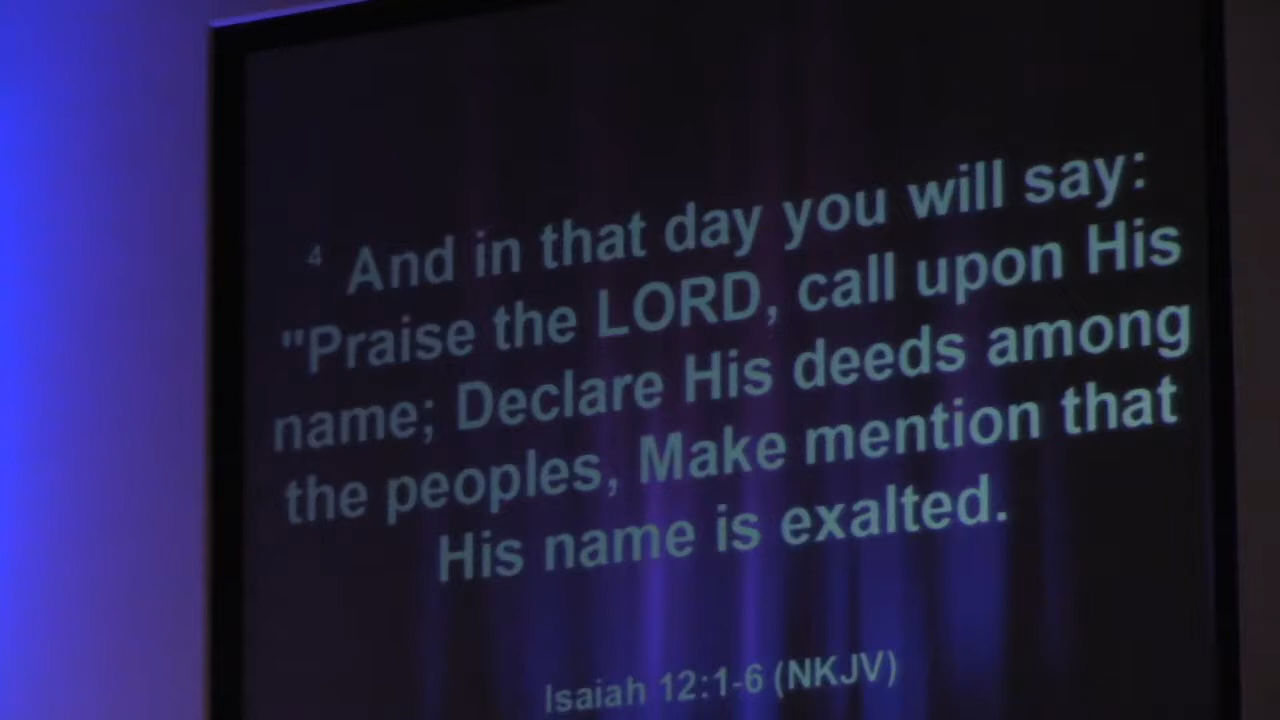 4 And in that day you will say:
"Praise the LORD, call upon His
name; Declare His deeds among
the peoples, Make mention that
His name is exalted.
Isaiah 12:1-6 (NKJV)